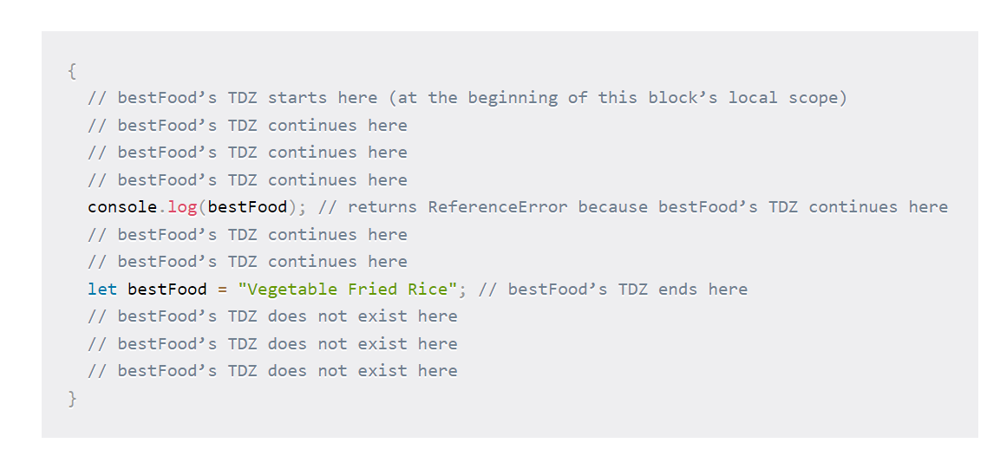 {
// bestFood’s TDZ starts here (at the beginning of this block’s local scope)
// bestFood’s TDZ continues here
// bestFood’s TDZ continues here
// bestFood’s TDZ continues here
console.log(bestFood); // returns ReferenceError because bestFood’s TDZ continues here
// bestFood’s TDZ continues here
// bestFood’s TDZ continues here
let bestFood = "Vegetable Fried Rice"; // bestFood’s TDZ ends here
// bestFood’s TDZ does not exist here
// bestFood’s TDZ does not exist here
// bestFood’s TDZ does not exist here
}